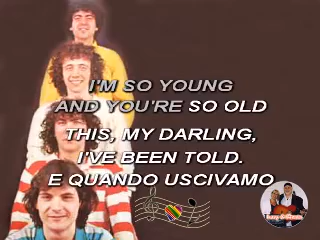 I'M SO YOUNG
AND YOU'RE SO OLD
THIS, MY DARLING,
I'VE BEEN TOLD.
E QUANDO USCIVAMO